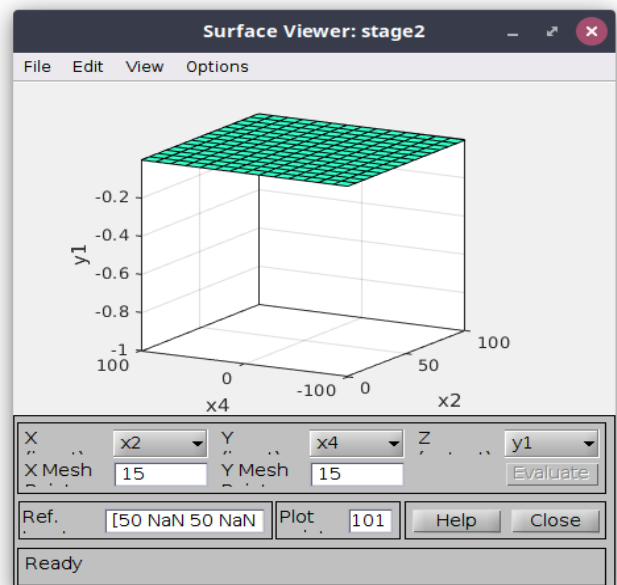 Surface Viewer: stage2
File Edit View Options
-0.2
-0.4
-0.6
-0.8
-1
y1
100
0
-100
x4
0
50
100
x2
X x2 Y x4 Z y1
X Mesh 15 Y Mesh 15 Evaluate
Ref. [50 NaN 50 NaN Plot 101 Help Close
Ready